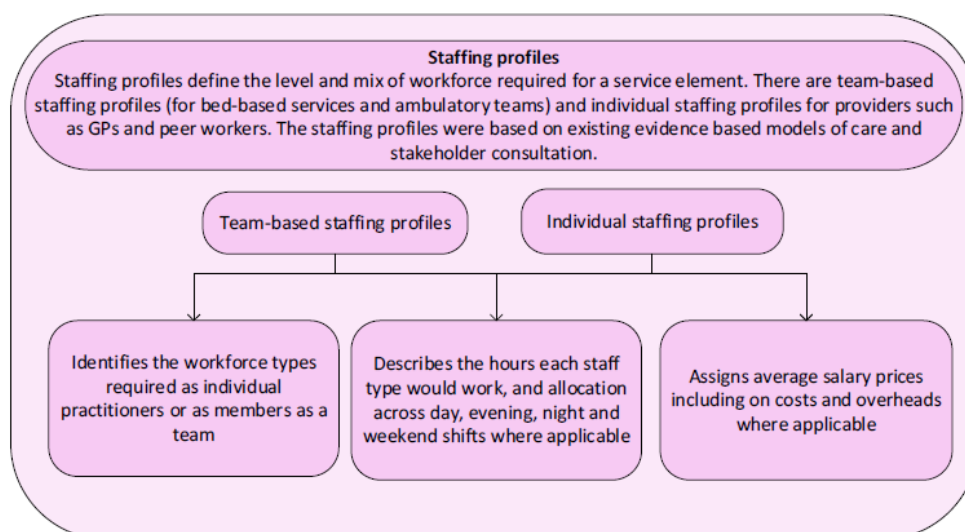 Staffing profiles
Staffing profiles define the level and mix of workforce required for a service element. There are team-based
staffing profiles (for bed-based services and ambulatory teams) and individual staffing profiles for providers such
as GPs and peer workers. The staffing profiles were based on existing evidence based models of care and
stakeholder consultation.
Team-based staffing profiles
Individual staffing profiles
Identifies the workforce types
required as individual
practitioners or as members as a
team
Describes the hours each staff
type would work, and allocation
across day, evening, night and
weekend shifts where applicable
Assigns average salary prices
including on costs and overheads
where applicable